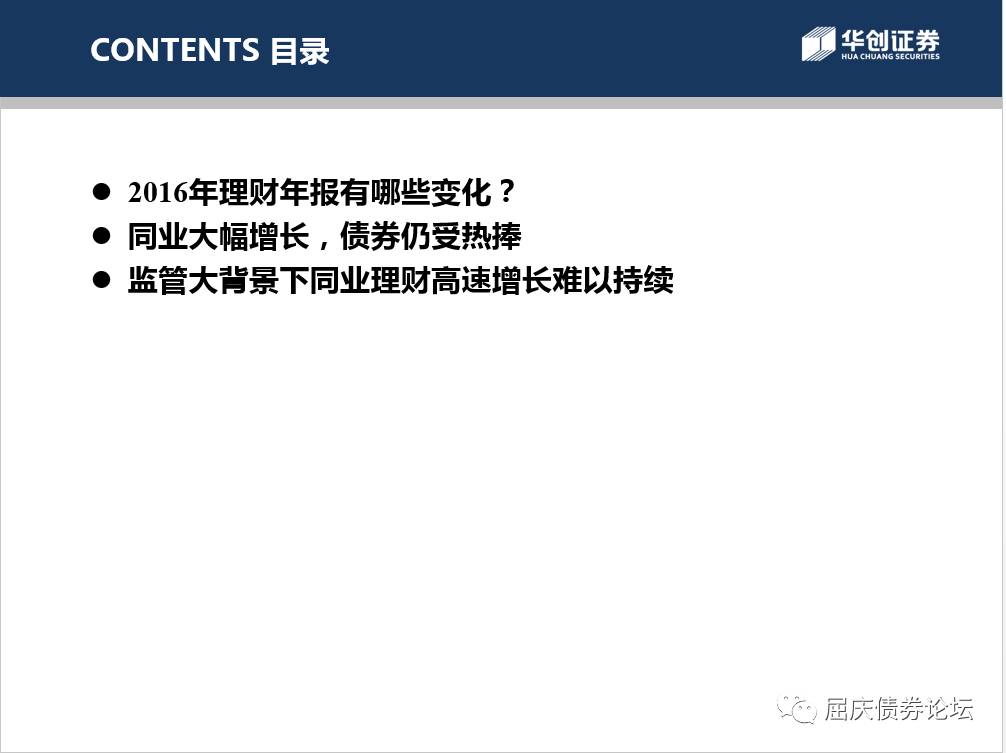 CONTENTS 目录
华创证券
HUA CHUANG SECURITIES
● 2016年理财年报有哪些变化？
● 同业大幅增长，债券仍受热捧
● 监管大背景下同业理财高速增长难以持续
屈庆债券论坛